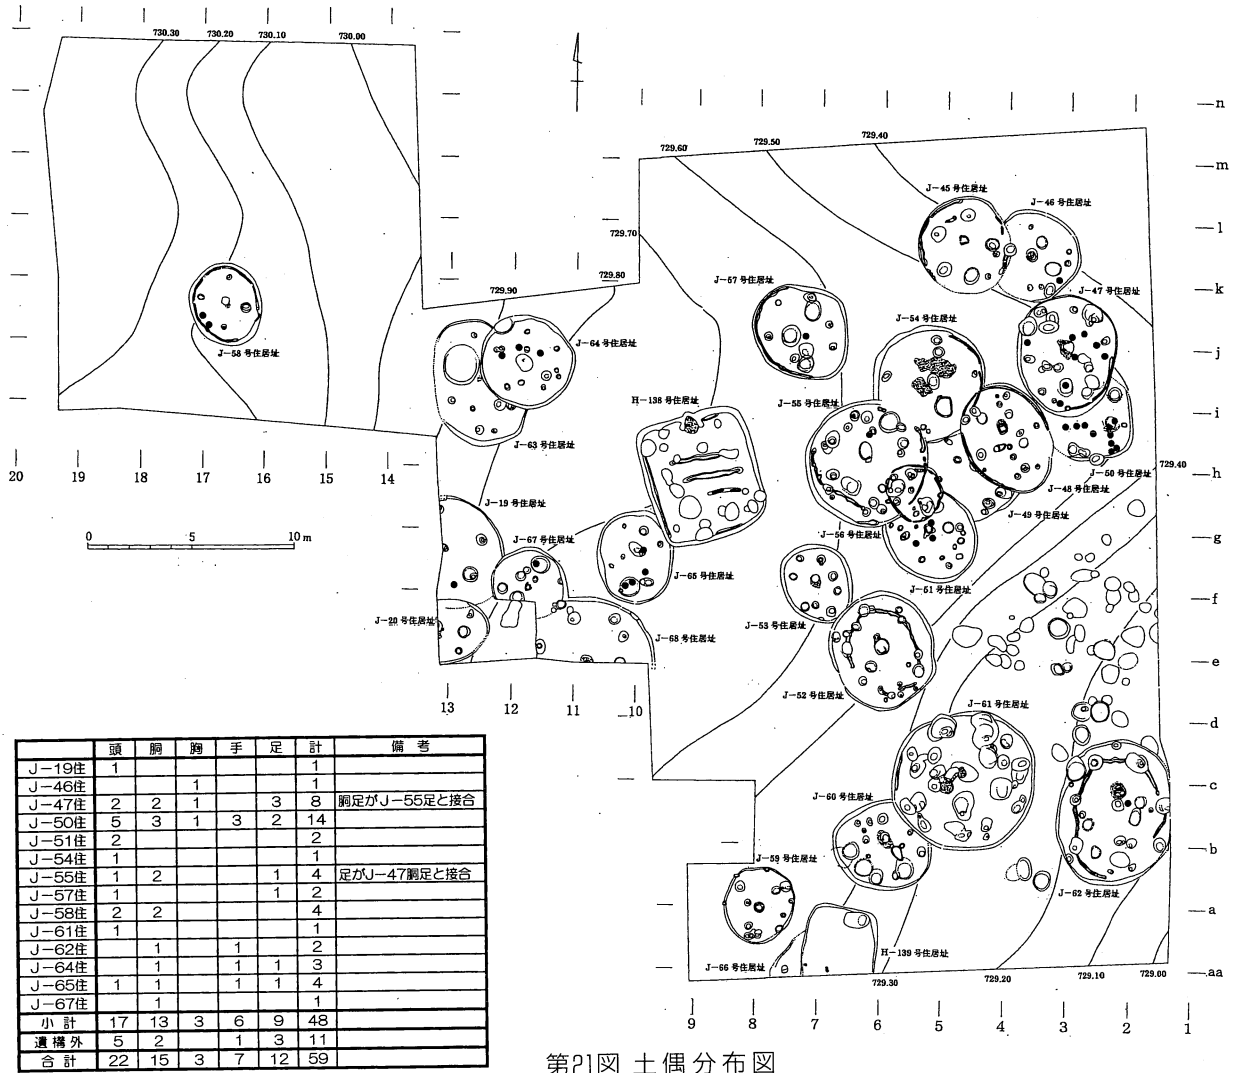 730.30 730.20 730.10 730.00
n
m
729.60 729.50 729.40
J-45号住居址
J-46号住居址
l
729.70
729.80
J-57号住居址
k
729.90
J-47号住居址
J-54号住居址
J-64号住居址
J-58号住居址
j
H-138号住居址
J-55号住居址
i
J-63号住居址
20 19 18 17 16 15 14
729.40
J-50号住居址
h
J-48号住居址
J-19号住居址
J-49号住居址
0 5 10m
J-67号住居址
J-56号住居址
g
J-65号住居址
J-51号住居址
f
J-20号住居址
J-53号住居址
J-68号住居址
e
J-52号住居址
13 12 11 10
J-61号住居址
d
c
J-60号住居址
b
J-59号住居址
J-62号住居址
a
H-139号住居址
J-66号住居址
aa
729.30 729.20 729.10 729.00
9 8 7 6 5 4 3 2 1
頭 胴 胸 手 足 計 備考
J-19住 1 1
J-46住 1 1
J-47住 2 2 1 3 8 胴足がJ-55足と接合
J-50住 5 3 1 3 2 14
J-51住 2 2
J-54住 1 1
J-55住 1 2 1 4 足がJ-47胴足と接合
J-57住 1 1 2
J-58住 2 2 4
J-61住 1 1
J-62住 1 1 2
J-64住 1 1 1 3
J-65住 1 1 1 1 4
J-67住 1 1
小計 17 13 3 6 9 48
遺構外 5 2 1 3 11
合計 22 15 3 7 12 59
第21図 土偶分布図